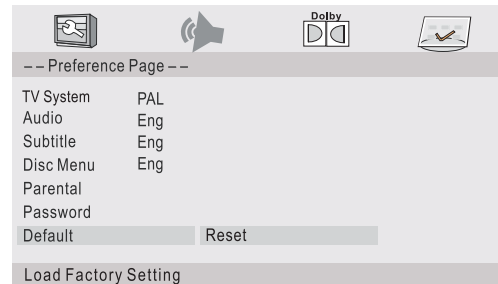 Dolby
-- Preference Page --
TV System PAL
Audio Eng
Subtitle Eng
Disc Menu Eng
Parental
Password
Default Reset
Load Factory Setting